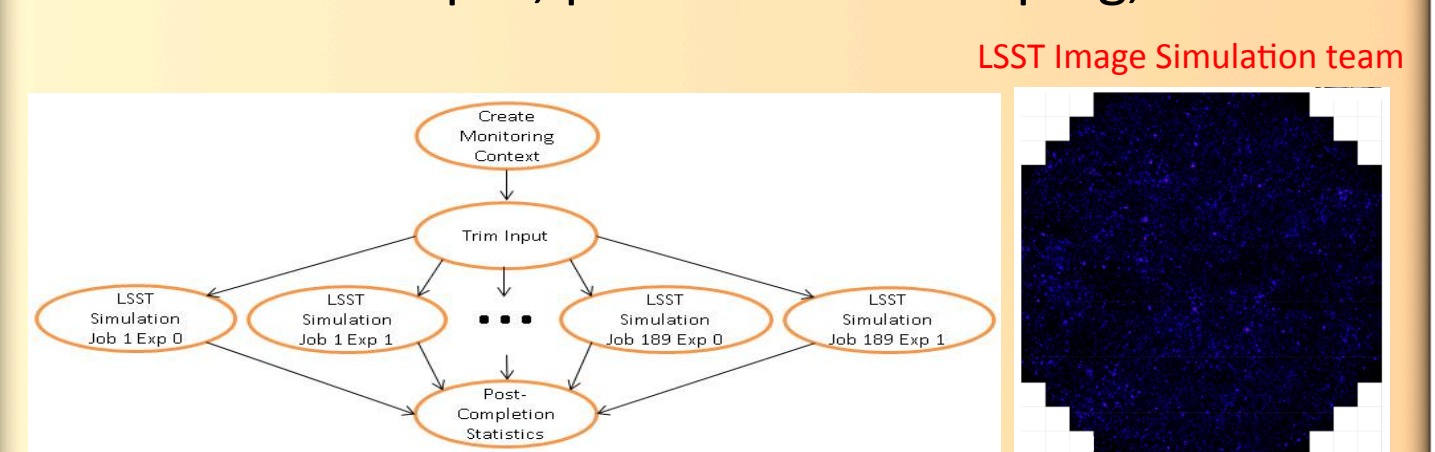 LSST Image Simulation team
Create
Monitoring
Context
Trim Input
LSST
Simulation
Job 1 Exp 0
LSST
Simulation
Job 1 Exp 1
...
LSST
Simulation
Job 189 Exp 0
LSST
Simulation
Job 189 Exp 1
Post-
Completion
Statistics